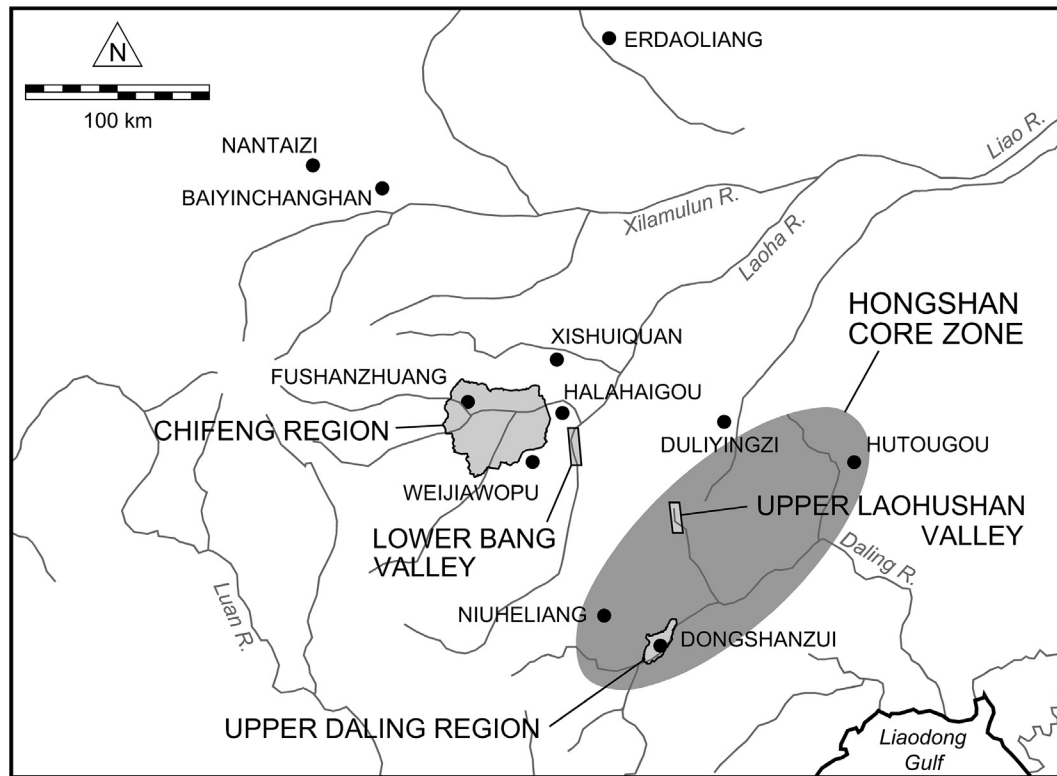 N
ERDAOLIANG
100 km
Liao R.
NANTAIZI
BAIYINCHANGHAN
Xilamulun R.
Laoha R.
HONGSHAN
CORE ZONE
XISHUIQUAN
FUSHANZHUANG
HALAHAIGOU
CHIFENG REGION
DULIYINGZI
HUTOUGOU
WEIJIAWOPU
UPPER LAOHUSHAN
VALLEY
LOWER BANG
VALLEY
Daling R.
Luan R.
NIUHELIANG
DONGSHANZUI
UPPER DALING REGION
Liaodong
Gulf